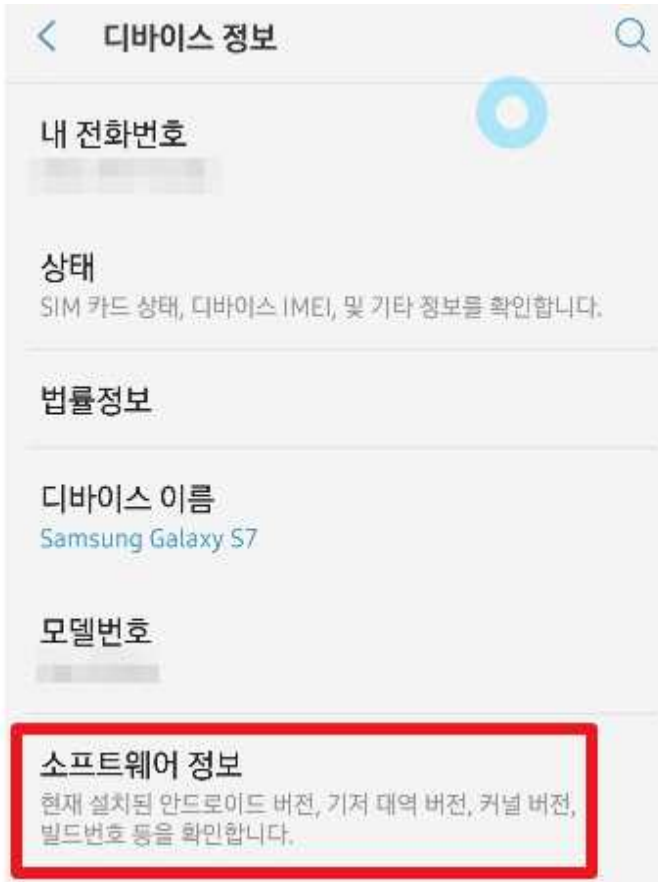 디바이스 정보
내 전화번호
상태
SIM 카드 상태, 디바이스 IMEI, 및 기타 정보를 확인합니다.
법률정보
디바이스 이름
Samsung Galaxy S7
모델번호
소프트웨어 정보
현재 설치된 안드로이드 버전, 기저 대역 버전, 커널 버전,
빌드번호 등을 확인합니다.